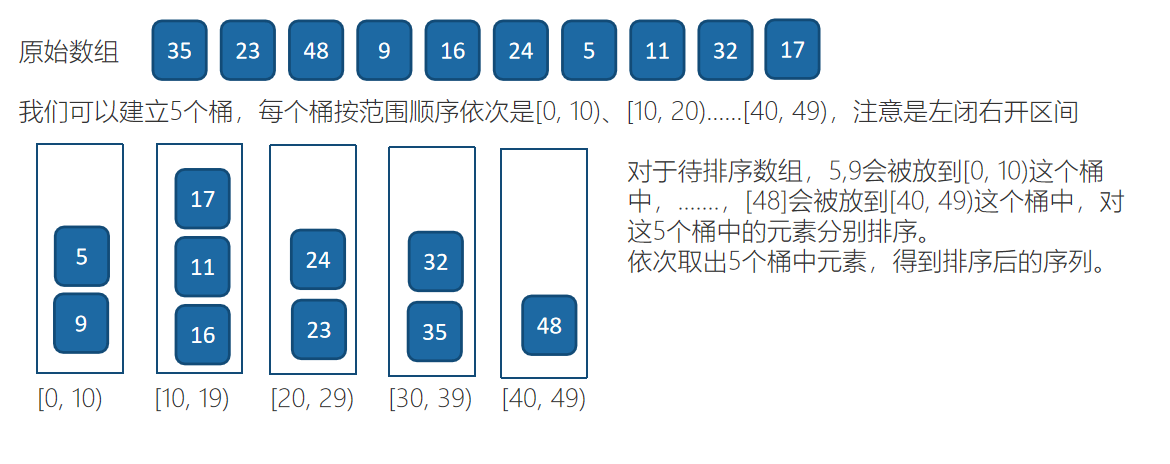 原始数组 35 23 48 9 16 24 5 11 32 17
我们可以建立5个桶，每个桶按范围顺序依次是[0, 10)、[10, 20)……[40, 49)，注意是左闭右开区间
对于待排序数组，5,9会被放到[0, 10)这个桶
中，.......，[48]会被放到[40, 49)这个桶中，对
这5个桶中的元素分别排序。
依次取出5个桶中元素，得到排序后的序列。
5
9
17
11
16
24
23
32
35
48
[0, 10) [10, 19) [20, 29) [30, 39) [40, 49)